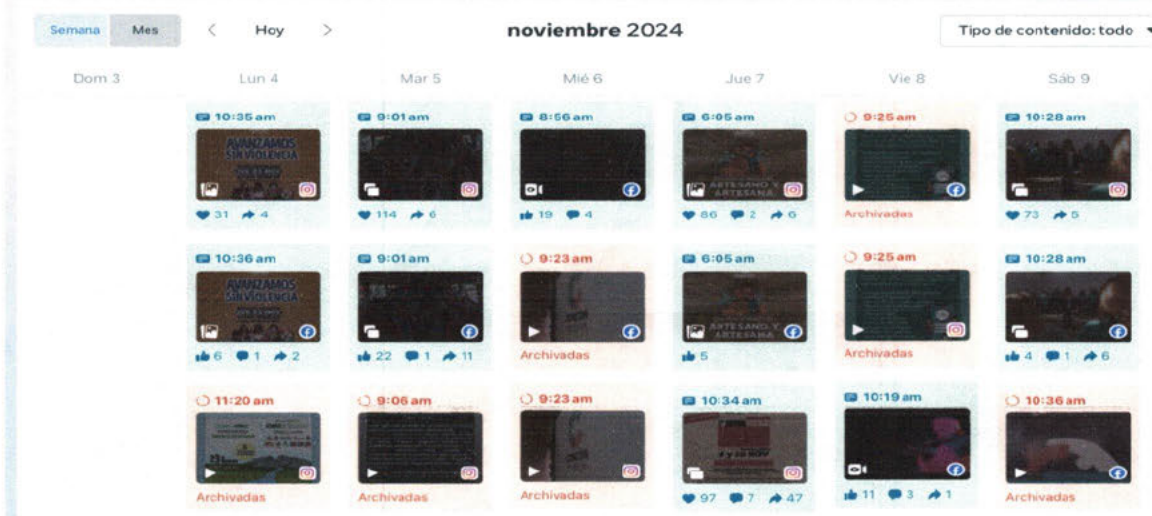 Semana Mes < Hoy > noviembre 2024 Tipo de contenido: todo
Dom 3 Lun 4 Mar 5 Mié 6 Jue 7 Vie 8 Sáb 9
10:35 am 9:01 am 8:56 am 6:05 am 9:25 am 10:28 am
AVANZAMOS
SIN VIOLENCIA
ARTESANO Y
ARTESANA
31 4 114 6 19 4 86 2 6 Archivadas 73 5
10:36 am 9:01 am 9:23 am 6:05 am 9:25 am 10:28 am
AVANZAMOS
SIN VIOLENCIA
ARTESANO Y
ARTESANA
6 1 2 22 1 11 Archivadas 5 Archivadas 4 1 6
11:20 am 9:06 am 9:23 am 10:34 am 10:19 am 10:36 am
Archivadas Archivadas Archivadas 97 7 47 11 3 1 Archivadas